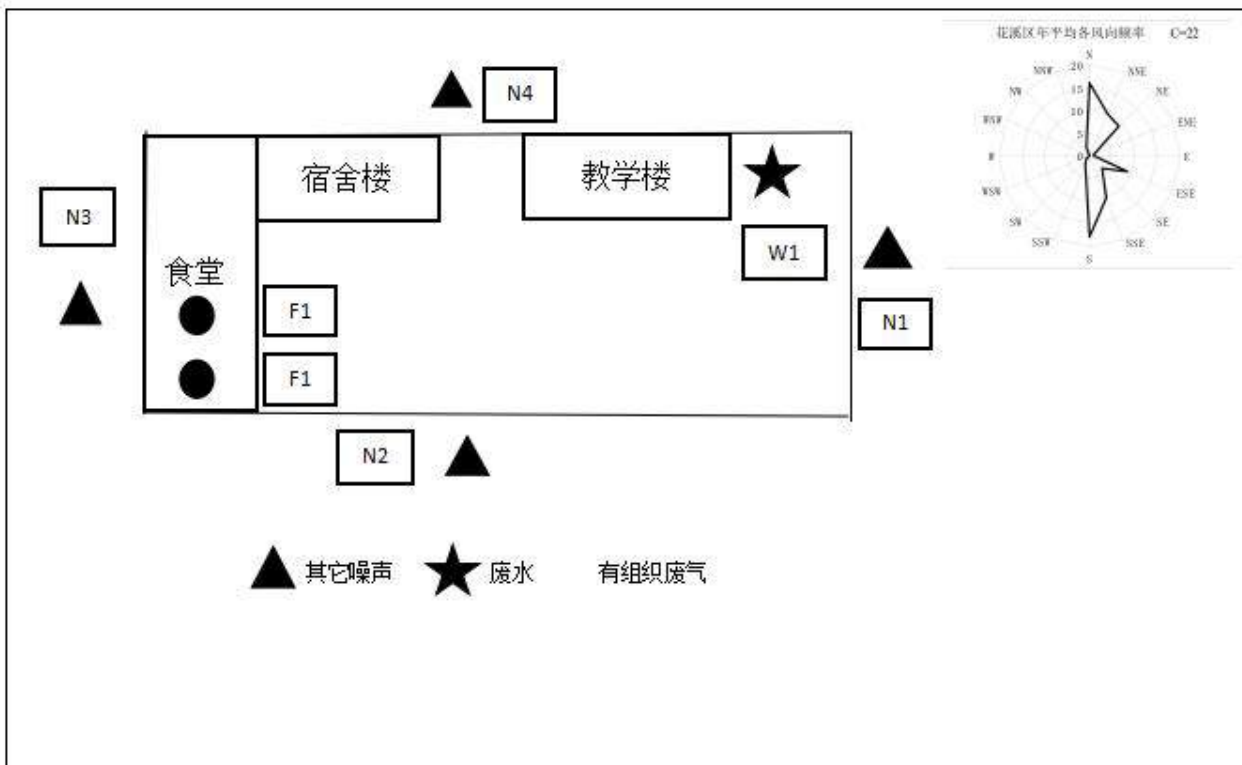 花溪区年平均各风向频率 C=22
N
NNW
NNE
NW
NE
WNW
ENE
W
E
WSW
ESE
SW
SE
SSW
SSE
S
20
15
10
5
0
N4
宿舍楼
教学楼
N3
W1
食堂
F1
N1
F1
N2
其它噪声
废水
有组织废气